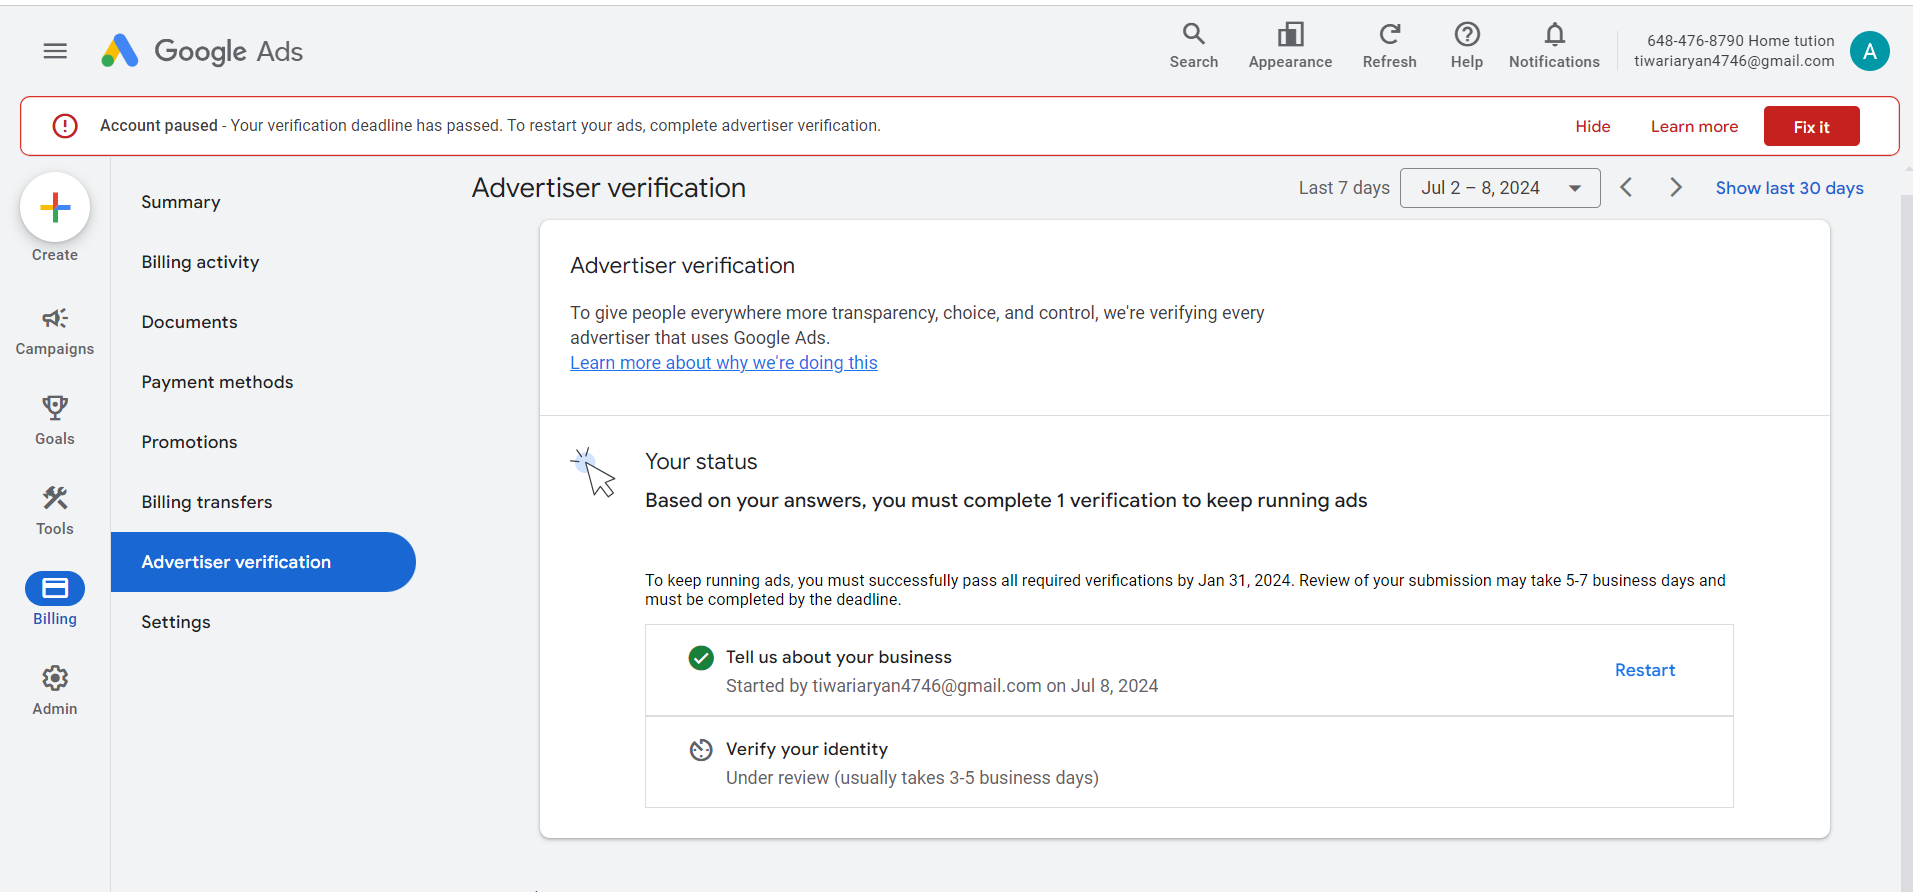 Google Ads
Search
Appearance
Refresh
Help
Notifications
648-476-8790 Home tution
tiwariaryan4746@gmail.com
A
Account paused - Your verification deadline has passed. To restart your ads, complete advertiser verification.
Hide
Learn more
Fix it
Create
Campaigns
Goals
Tools
Billing
Admin
Summary
Billing activity
Documents
Payment methods
Promotions
Billing transfers
Advertiser verification
Settings
Advertiser verification
Last 7 days
Jul 2 – 8, 2024
Show last 30 days
Advertiser verification
To give people everywhere more transparency, choice, and control, we're verifying every
advertiser that uses Google Ads.
Learn more about why we're doing this
Your status
Based on your answers, you must complete 1 verification to keep running ads
To keep running ads, you must successfully pass all required verifications by Jan 31, 2024. Review of your submission may take 5-7 business days and
must be completed by the deadline.
Tell us about your business
Started by tiwariaryan4746@gmail.com on Jul 8, 2024
Restart
Verify your identity
Under review (usually takes 3-5 business days)